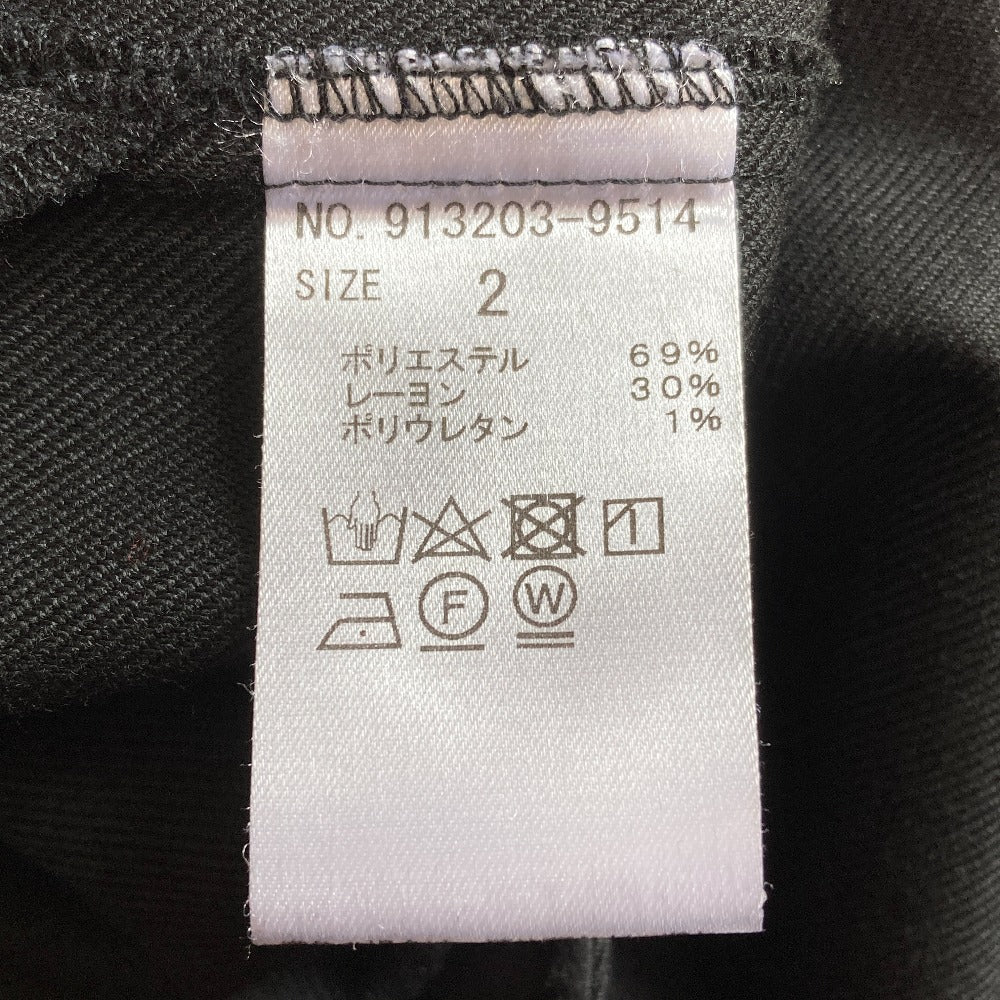 NO. 913203-9514
SIZE 2
ポリエステル 69%
レーヨン 30%
ポリウレタン 1%
F W